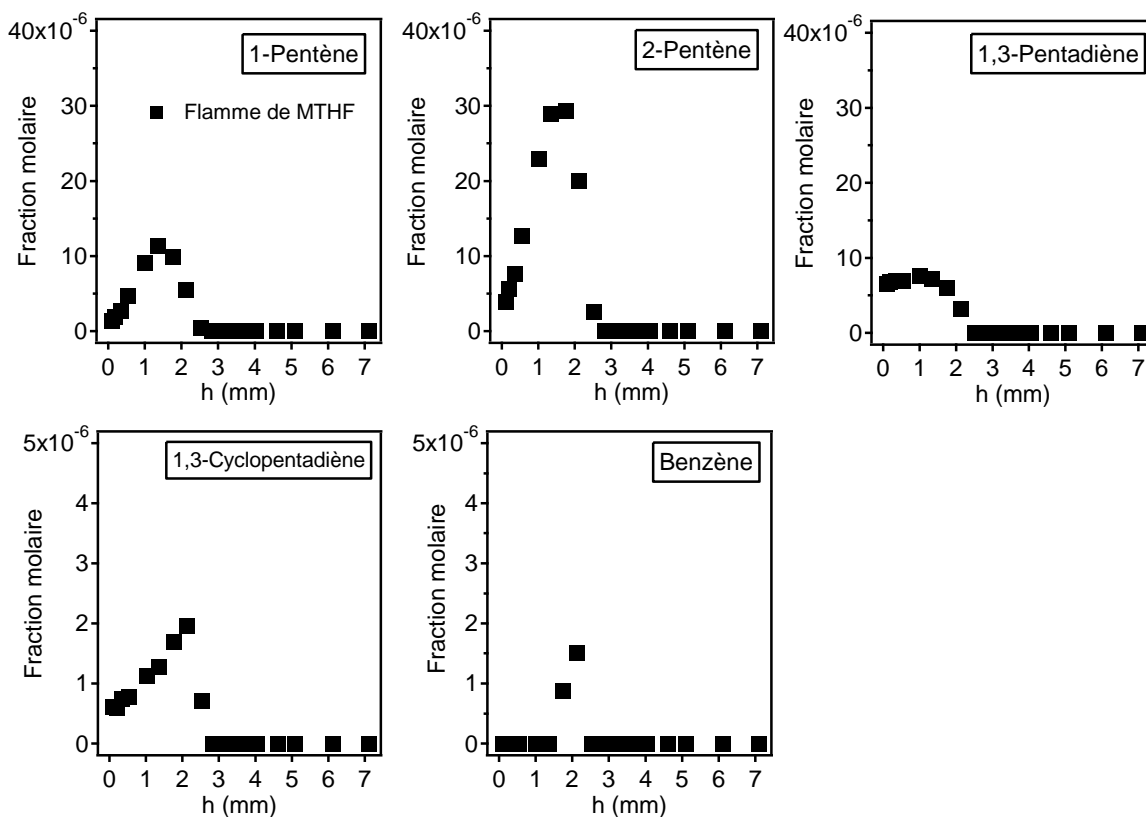 40x10-6
30
20
10
0
Fraction molaire
1-Pentène
Flamme de MTHF
0 1 2 3 4 5 6 7
h (mm)
40x10-6
30
20
10
0
Fraction molaire
2-Pentène
0 1 2 3 4 5 6 7
h (mm)
40x10-6
30
20
10
0
Fraction molaire
1,3-Pentadiène
0 1 2 3 4 5 6 7
h (mm)
5x10-6
4
3
2
1
0
Fraction molaire
1,3-Cyclopentadiène
0 1 2 3 4 5 6 7
h (mm)
5x10-6
4
3
2
1
0
Fraction molaire
Benzène
0 1 2 3 4 5 6 7
h (mm)